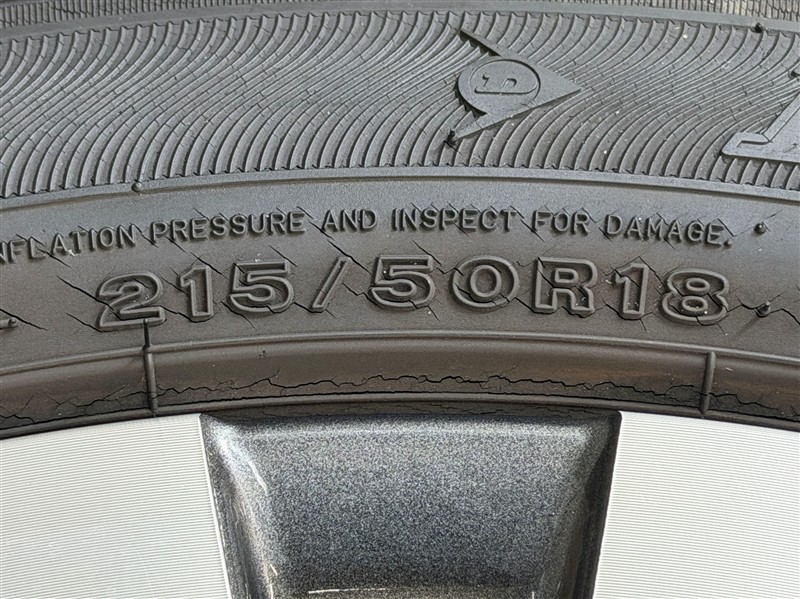 D
NFLATION PRESSURE AND INSPECT FOR DAMAGE.
215/50R18